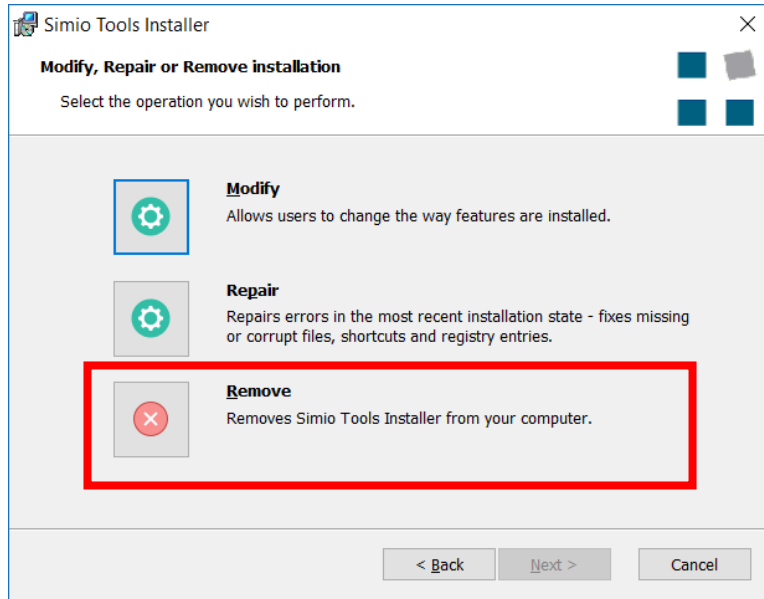 Simio Tools Installer
Modify, Repair or Remove installation
Select the operation you wish to perform.
Modify
Allows users to change the way features are installed.
Repair
Repairs errors in the most recent installation state - fixes missing
or corrupt files, shortcuts and registry entries.
Remove
Removes Simio Tools Installer from your computer.
< Back
Next >
Cancel